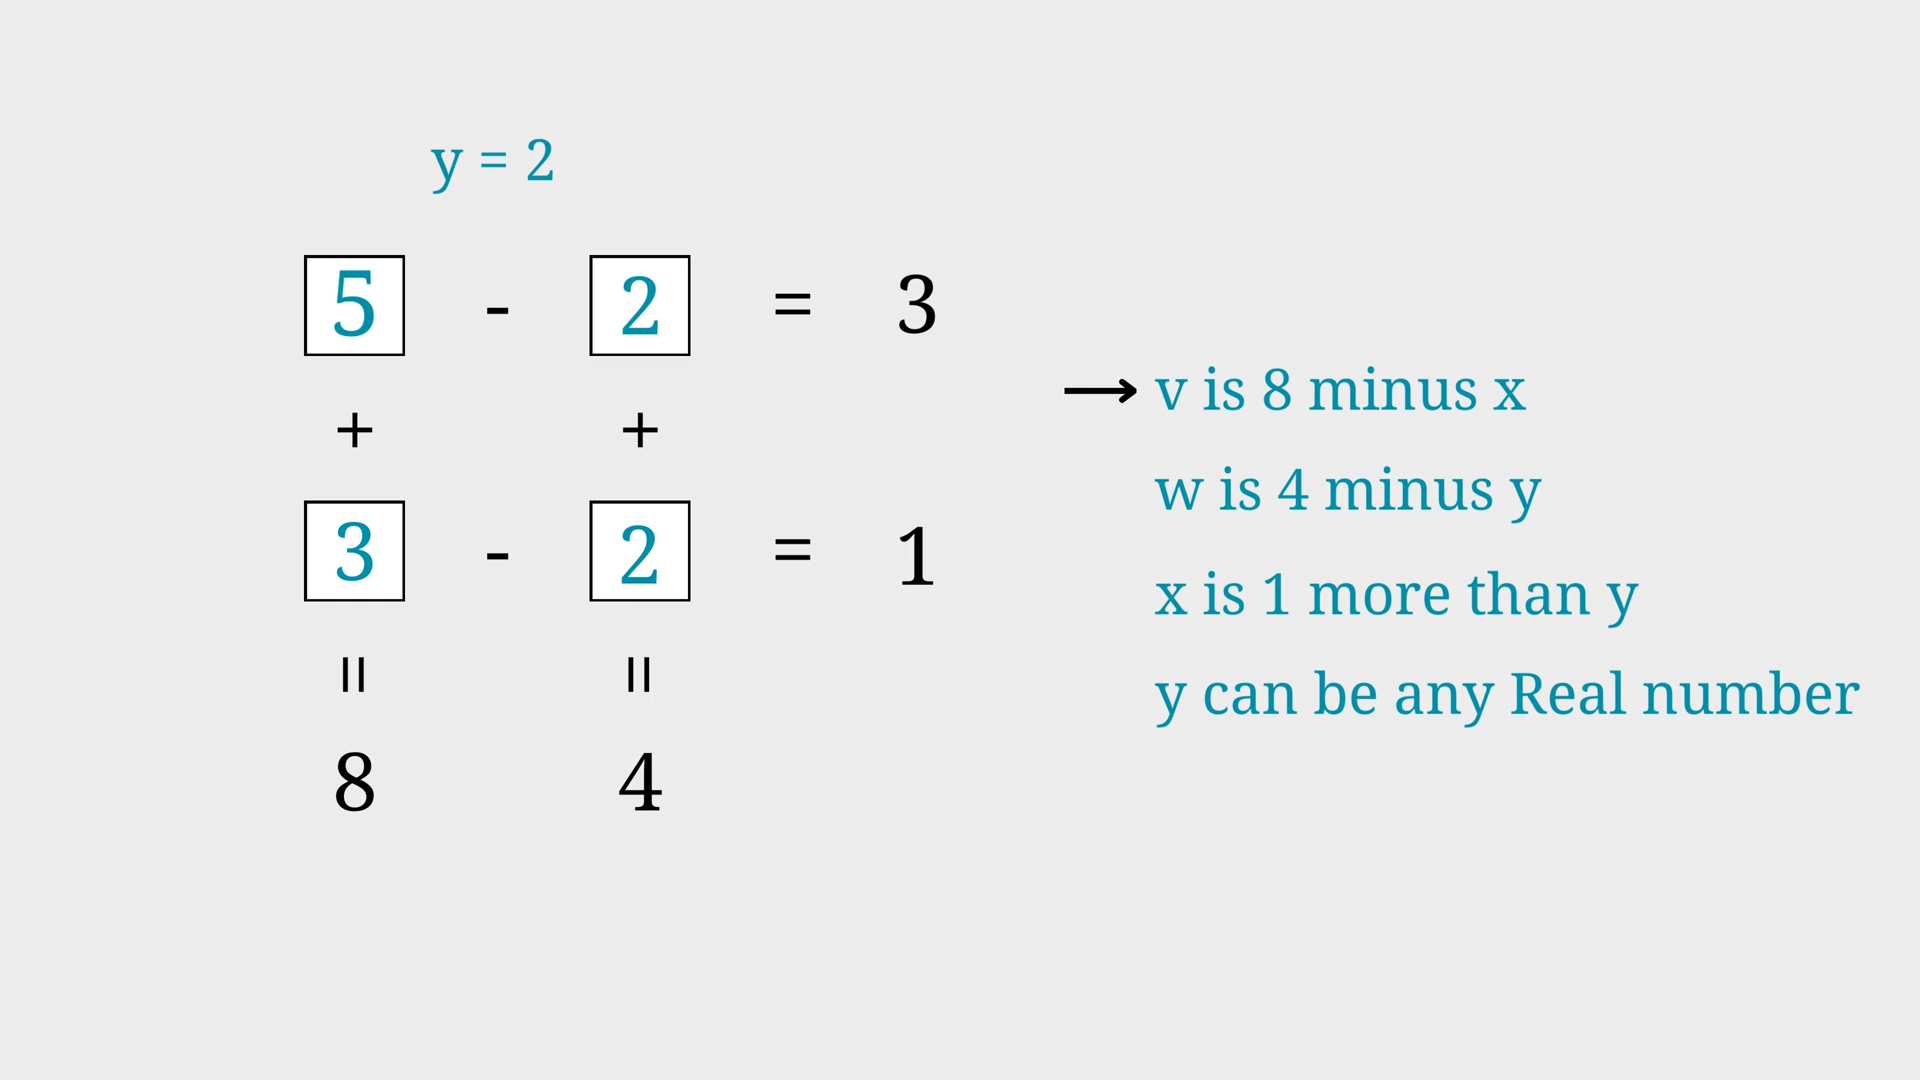 y = 2
5 - 2 = 3
+ +
3 - 2 = 1
= =
8 4
→ v is 8 minus x
w is 4 minus y
x is 1 more than y
y can be any Real number